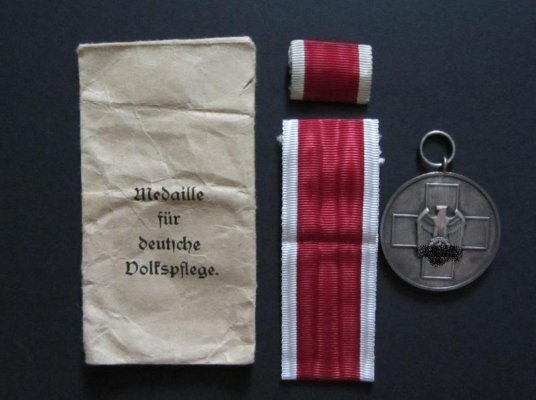 Medaille
für
deutsche
Volkspflege.